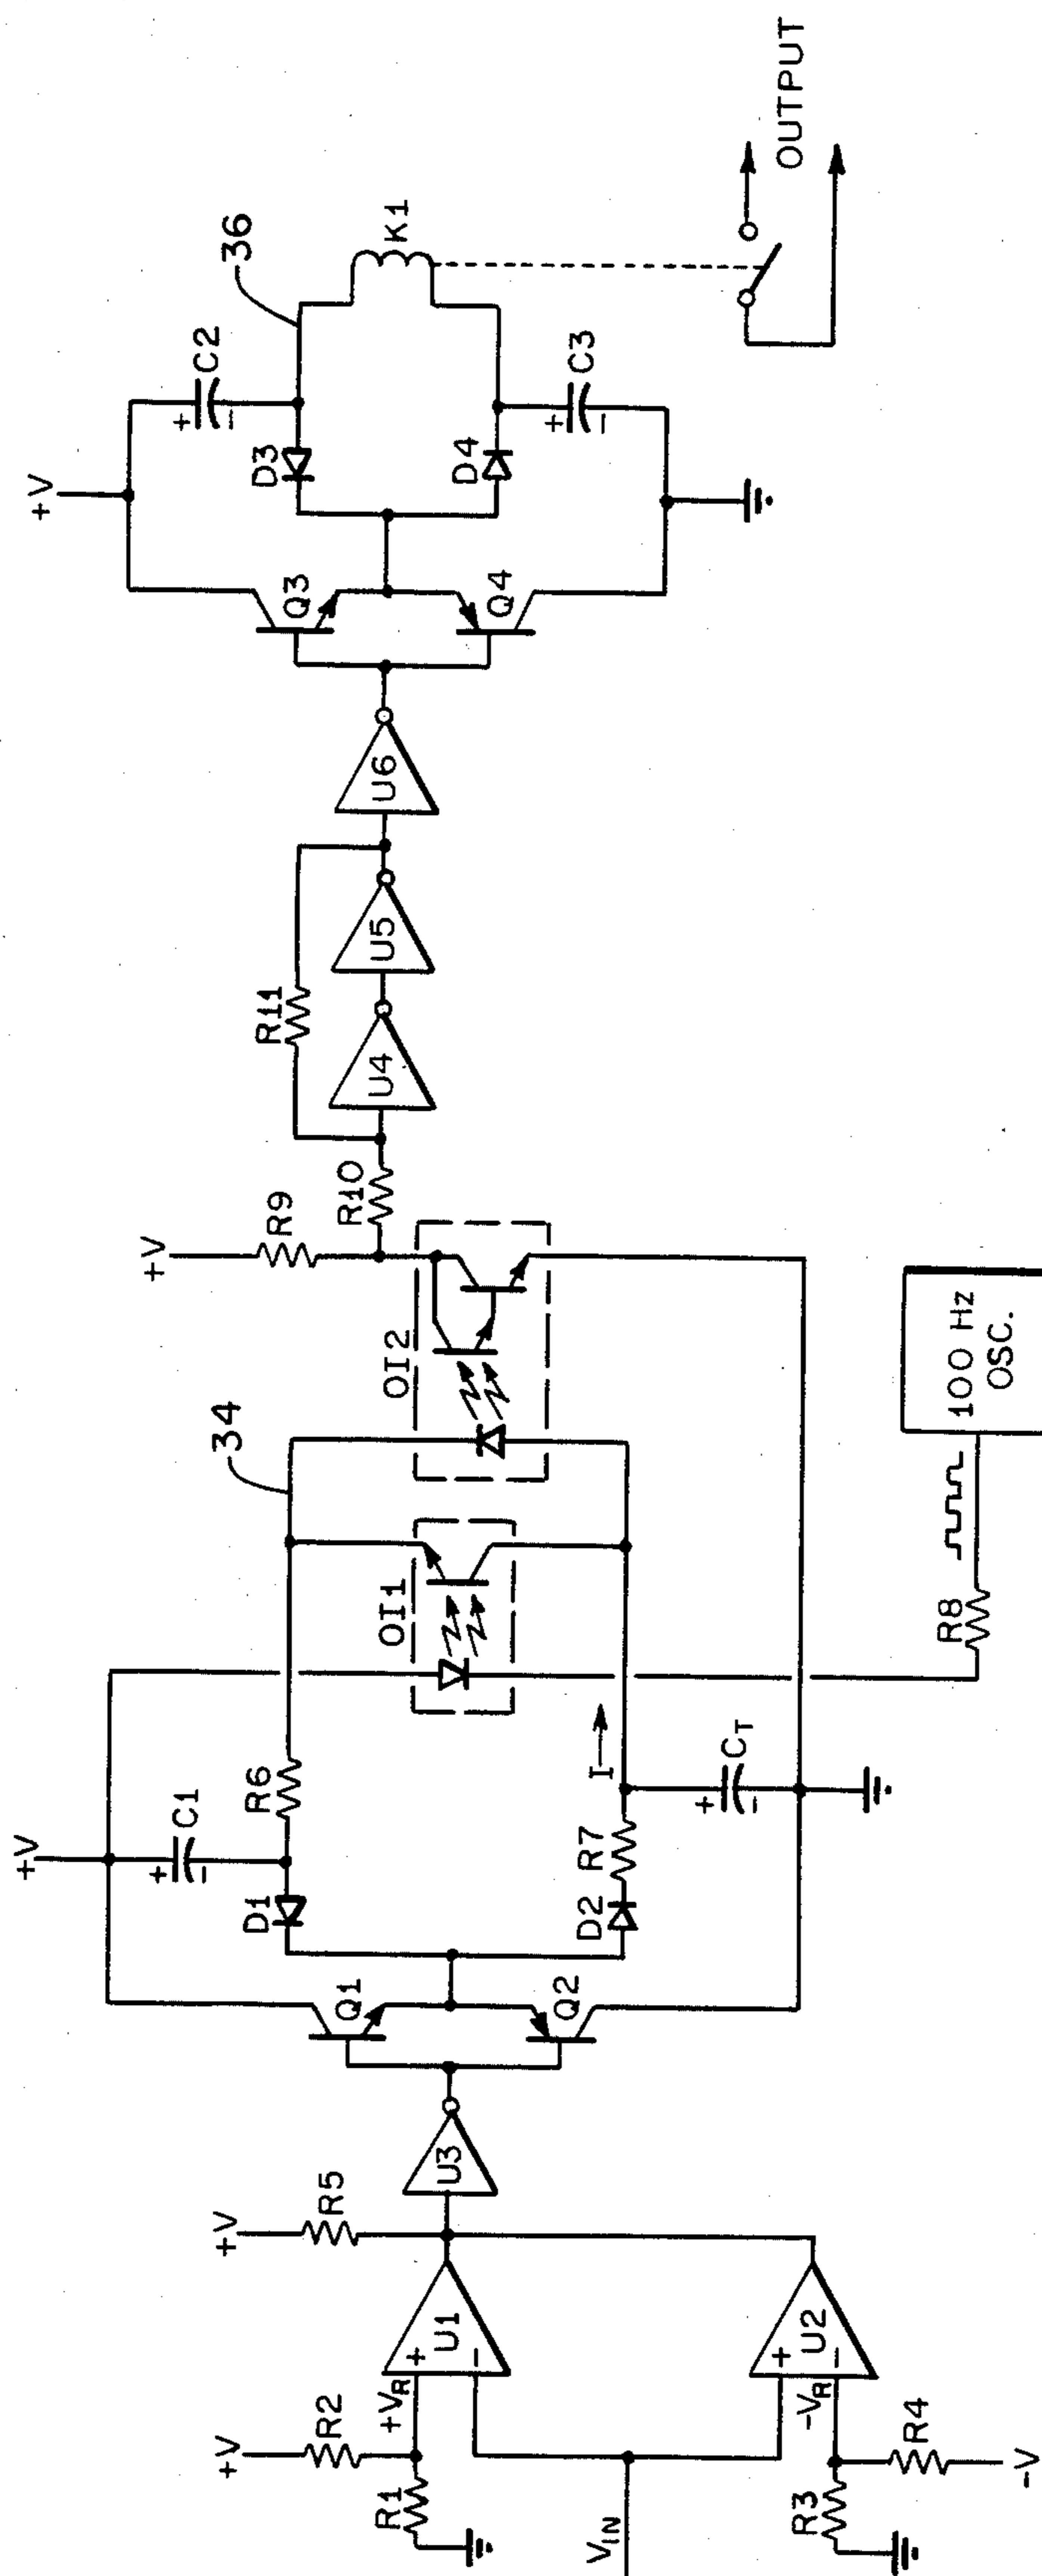 +V
R2
R1
+VR
+
U1
−
VIN
+
U2
−
−VR
R3
R4
−V
+V
R5
U3
Q1
Q2
+V
+
C1
−
D1
R6
D2
R7
I
+
CT
−
34
OI1
OI2
R8
100 Hz
OSC.
+V
R9
R10
R11
U4
U5
U6
Q3
Q4
+V
+
C2
−
D3
D4
36
K1
+
C3
−
OUTPUT